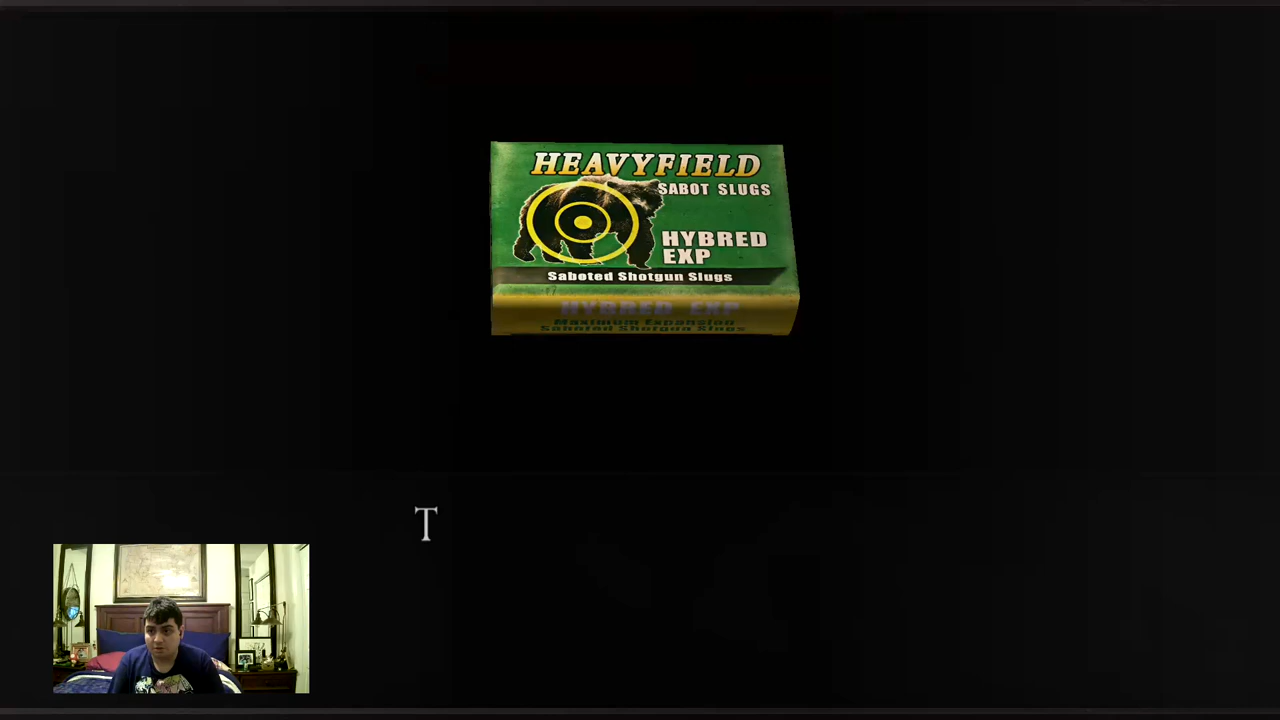 HEAVYFIELD
SABOT SLUGS
HYBRED
EXP
Saboted Shotgun Slugs
HYBRED EXP
Maximum Expansion
Saboted Shotgun Slugs
T